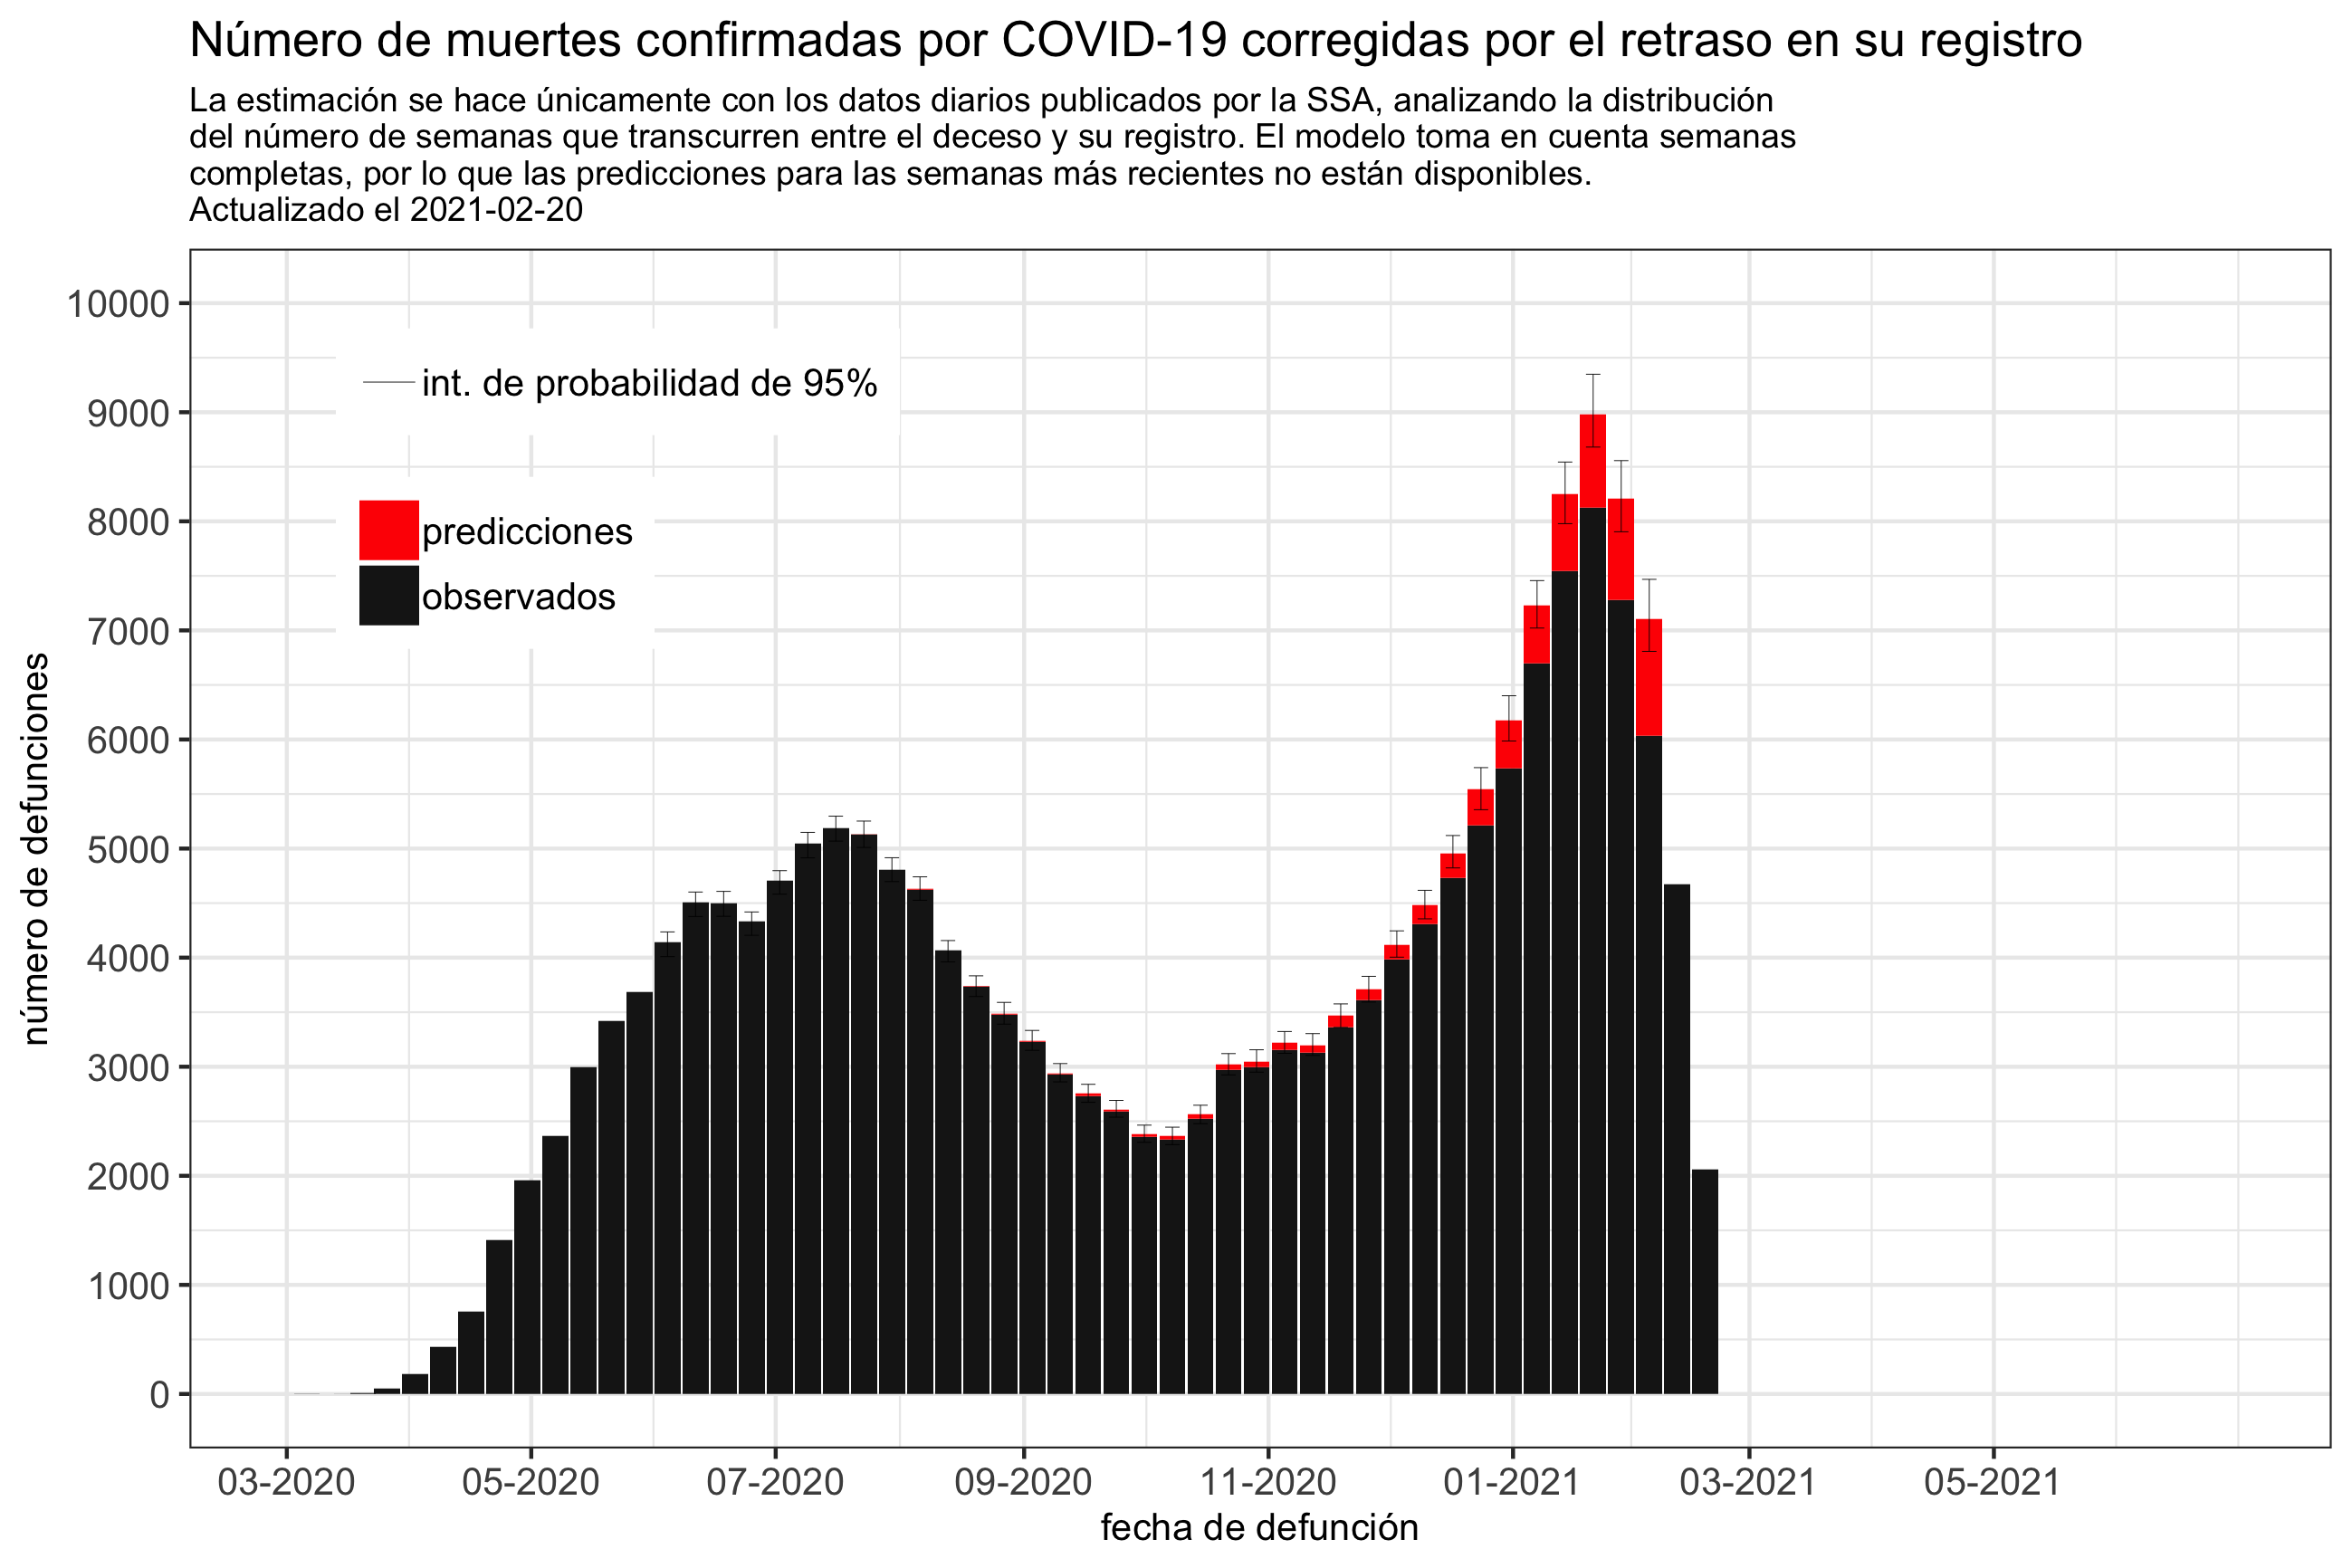 Número de muertes confirmadas por COVID-19 corregidas por el retraso en su registro
La estimación se hace únicamente con los datos diarios publicados por la SSA, analizando la distribución
del número de semanas que transcurren entre el deceso y su registro. El modelo toma en cuenta semanas
completas, por lo que las predicciones para las semanas más recientes no están disponibles.
Actualizado el 2021-02-20
int. de probabilidad de 95%
predicciones
observados
número de defunciones
10000
9000
8000
7000
6000
5000
4000
3000
2000
1000
0
03-2020 05-2020 07-2020 09-2020 11-2020 01-2021 03-2021 05-2021
fecha de defunción